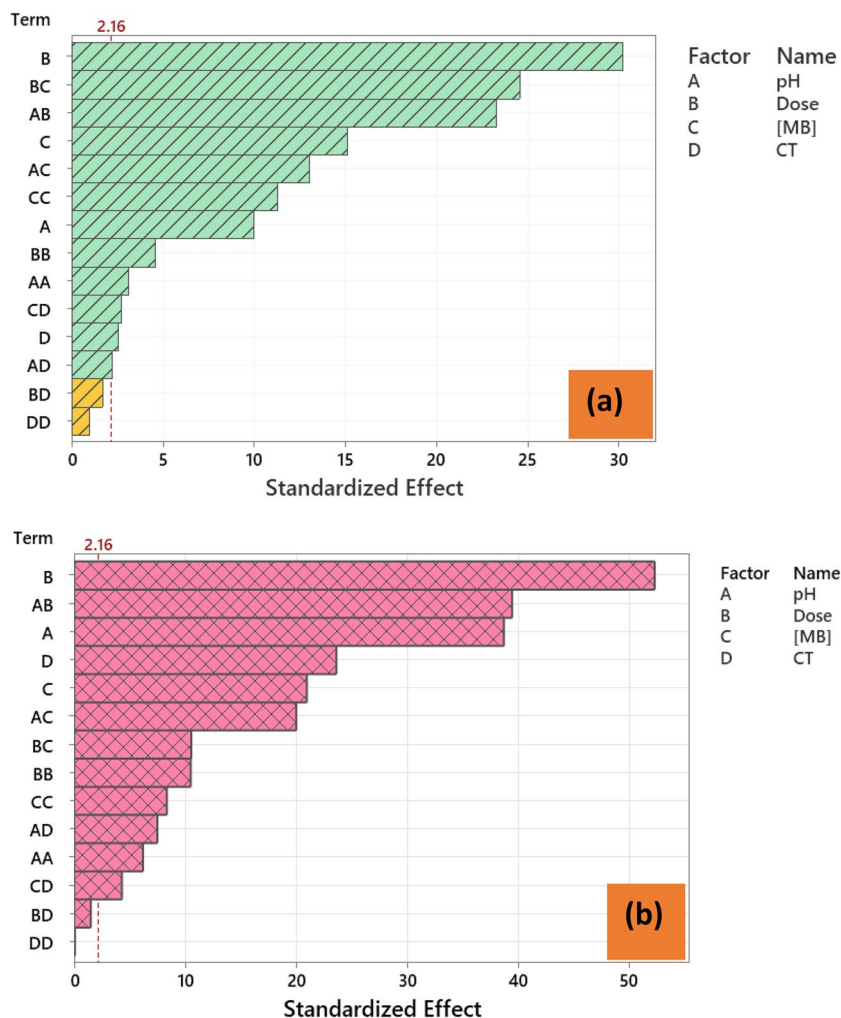 Term
2.16
B
BC
AB
C
AC
CC
A
BB
AA
CD
D
AD
BD
DD
0 5 10 15 20 25 30
Standardized Effect
Factor Name
A pH
B Dose
C [MB]
D CT
(a)
Term
2.16
B
AB
A
D
C
AC
BC
BB
CC
AD
AA
CD
BD
DD
0 10 20 30 40 50
Standardized Effect
Factor Name
A pH
B Dose
C [MB]
D CT
(b)